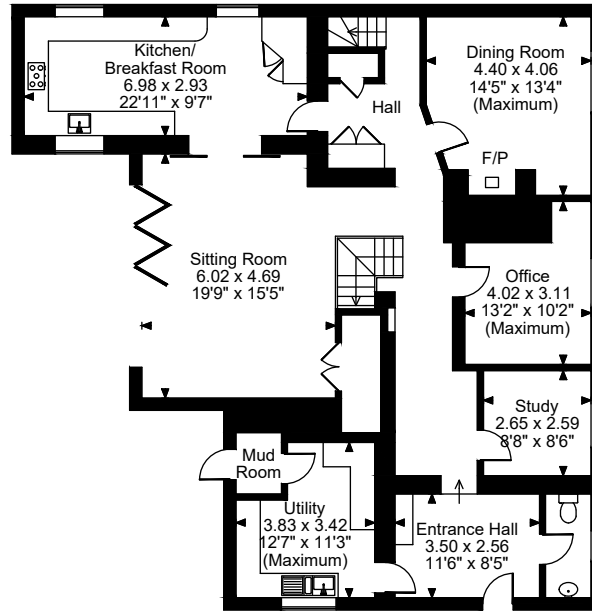 Kitchen/
Breakfast Room
6.98 x 2.93
22'11" x 9'7"
Dining Room
4.40 x 4.06
14'5" x 13'4"
(Maximum)
Hall
F/P
Sitting Room
6.02 x 4.69
19'9" x 15'5"
Office
4.02 x 3.11
13'2" x 10'2"
(Maximum)
Study
2.65 x 2.59
8'8" x 8'6"
Mud
Room
Utility
3.83 x 3.42
12'7" x 11'3"
(Maximum)
Entrance Hall
3.50 x 2.56
11'6" x 8'5"